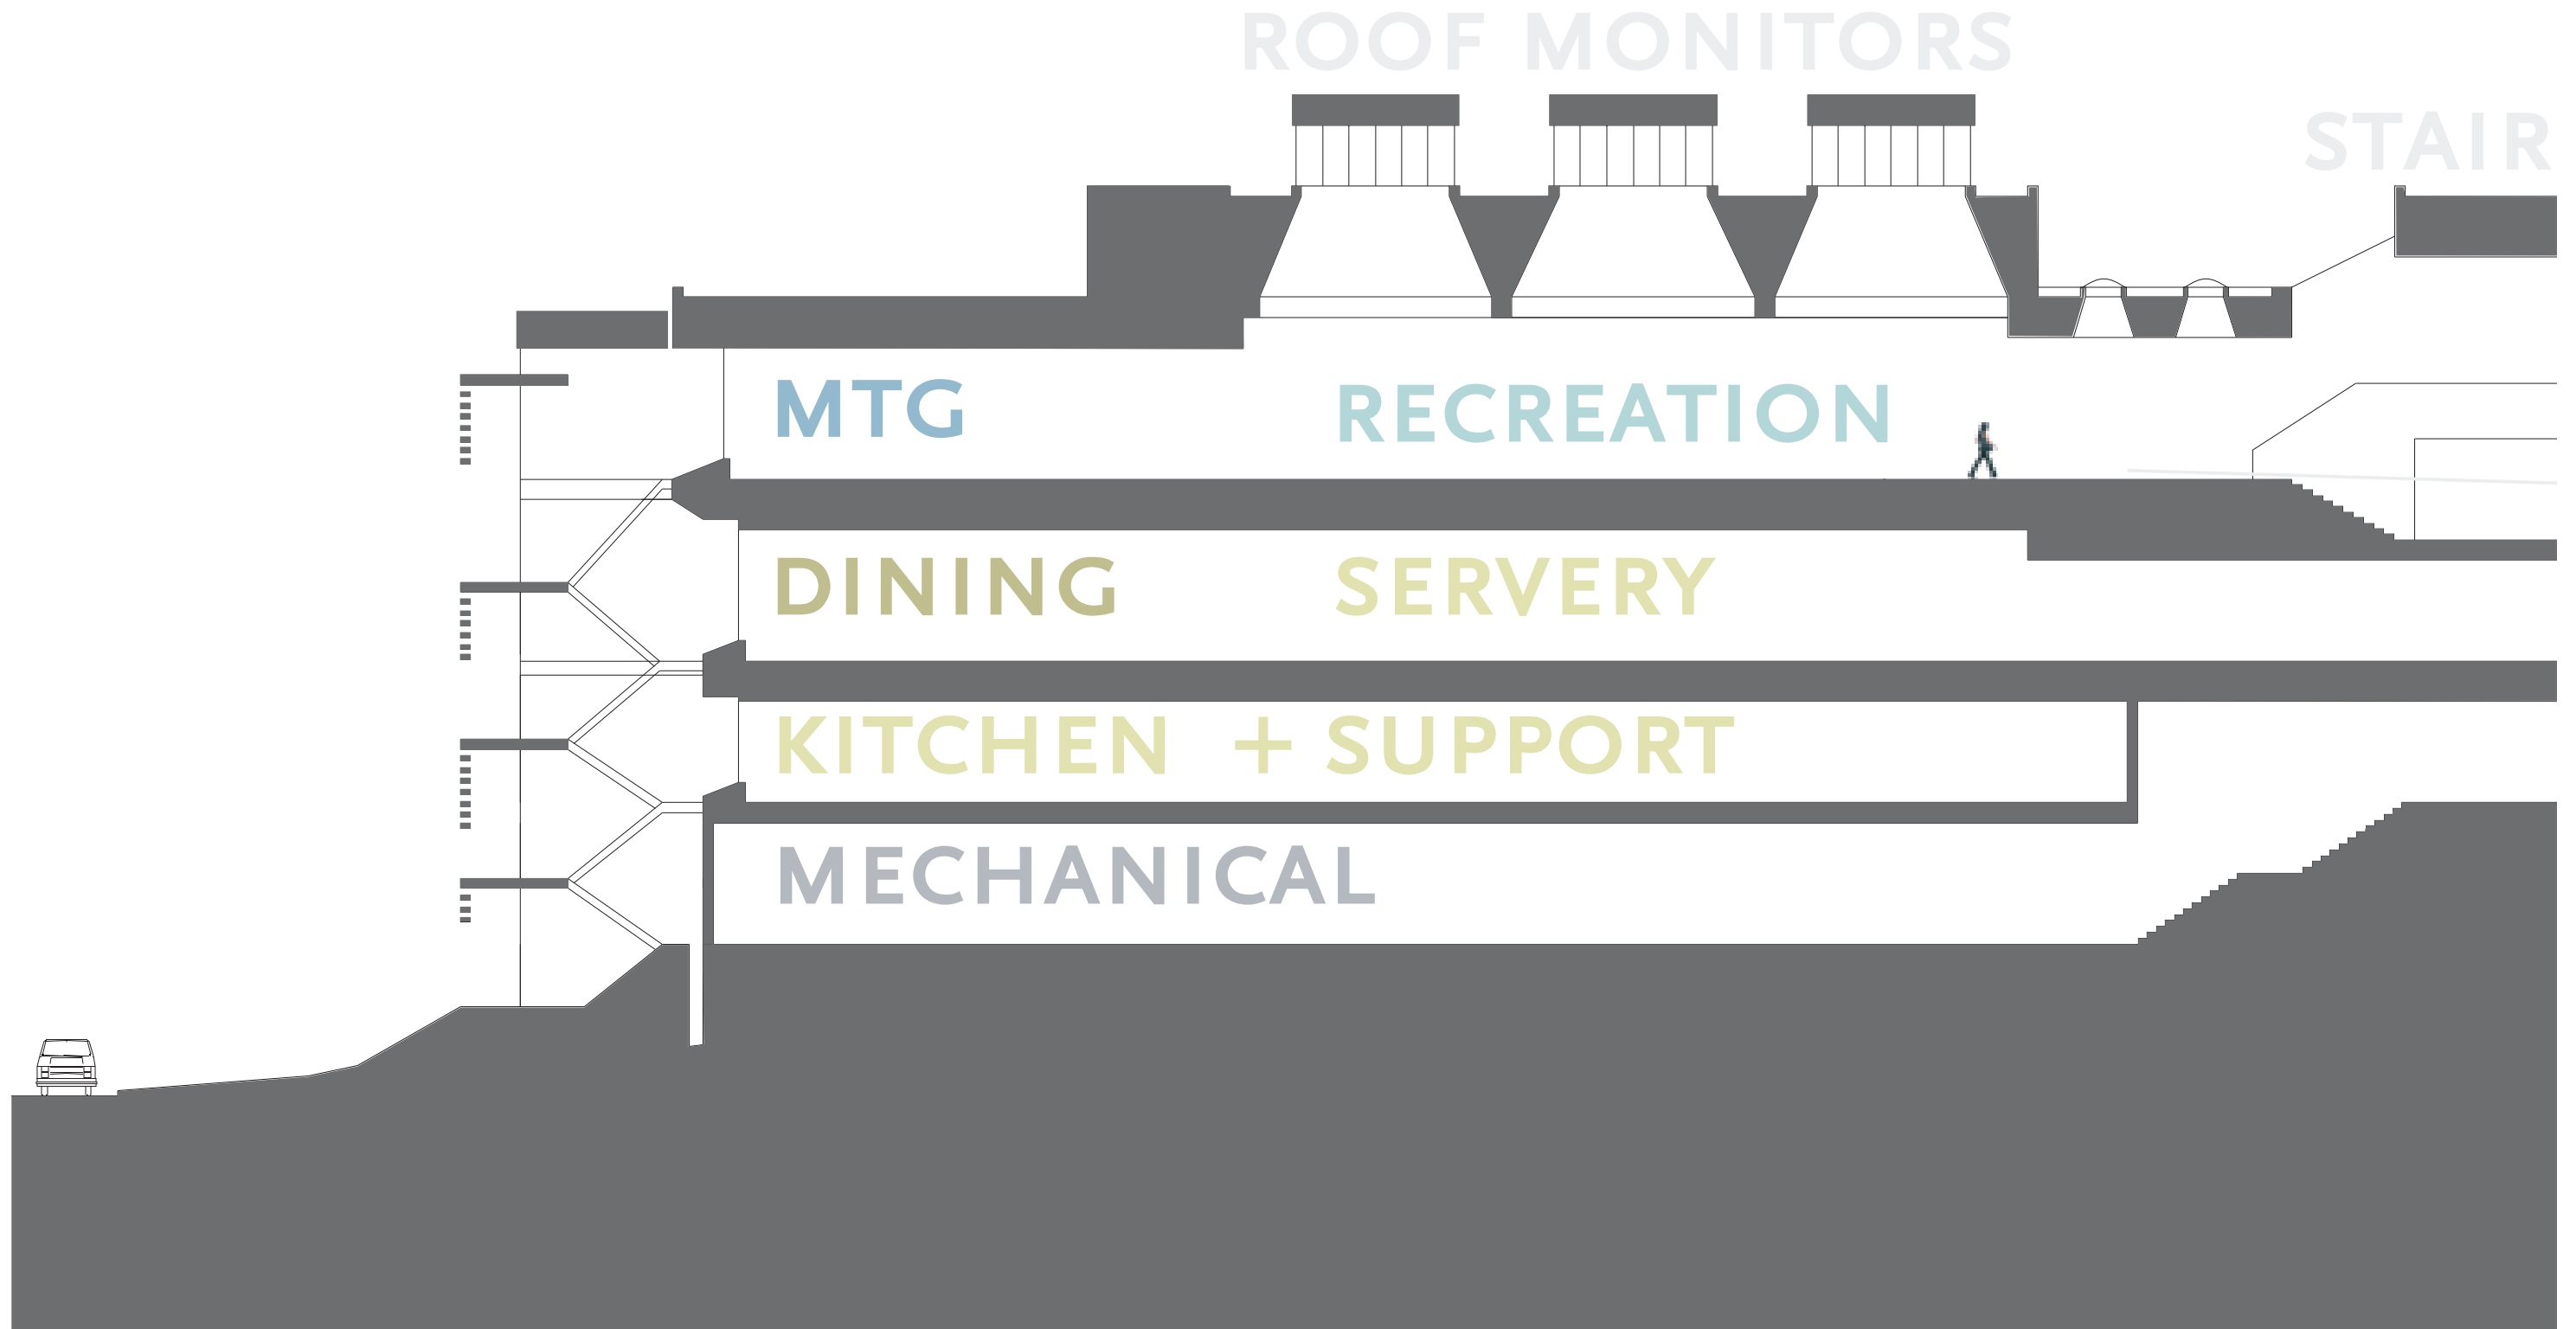 ROOF MONITORS
STAIR
MTG
RECREATION
DINING
SERVERY
KITCHEN + SUPPORT
MECHANICAL